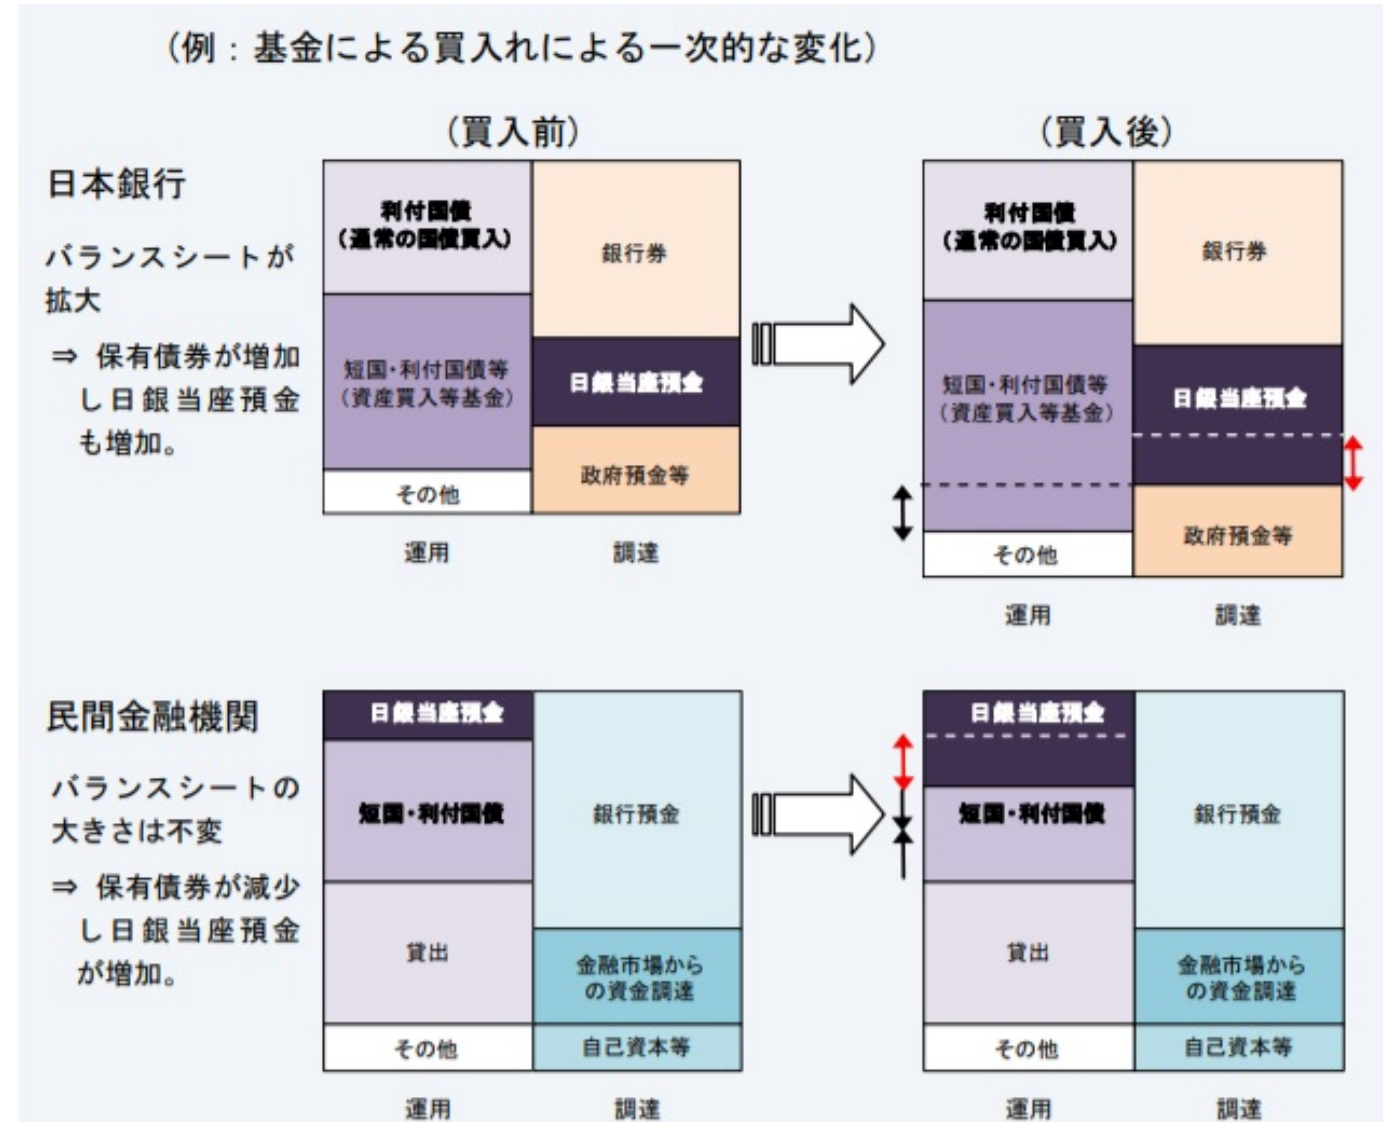 （例：基金による買入れによる一次的な変化）
（買入前）
（買入後）
日本銀行
バランスシートが
拡大
⇒ 保有債券が増加
し日銀当座預金
も増加。
利付国債
（通常の国債買入）
銀行券
短国・利付国債等
（資産買入等基金）
日銀当座預金
政府預金等
その他
運用
調達
利付国債
（通常の国債買入）
銀行券
短国・利付国債等
（資産買入等基金）
日銀当座預金
政府預金等
その他
運用
調達
民間金融機関
バランスシートの
大きさは不変
⇒ 保有債券が減少
し日銀当座預金
が増加。
日銀当座預金
短国・利付国債
銀行預金
貸出
金融市場から
の資金調達
その他
自己資本等
運用
調達
日銀当座預金
短国・利付国債
銀行預金
貸出
金融市場から
の資金調達
その他
自己資本等
運用
調達